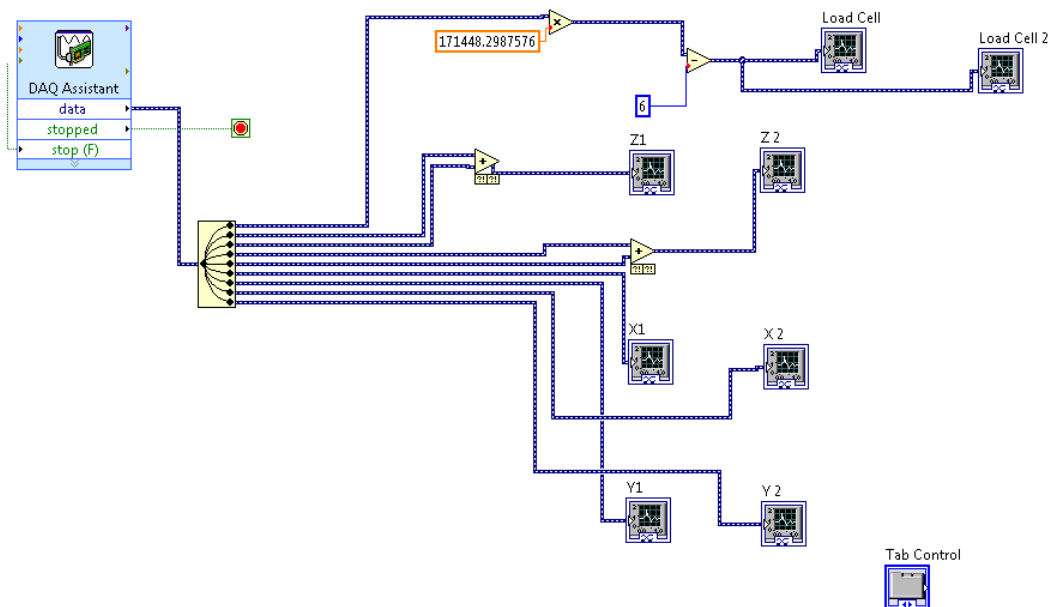 Load Cell
Load Cell 2
171448.2987576
DAQ Assistant
data
stopped
stop (F)
6
Z1
Z 2
X1
X 2
Y1
Y 2
Tab Control